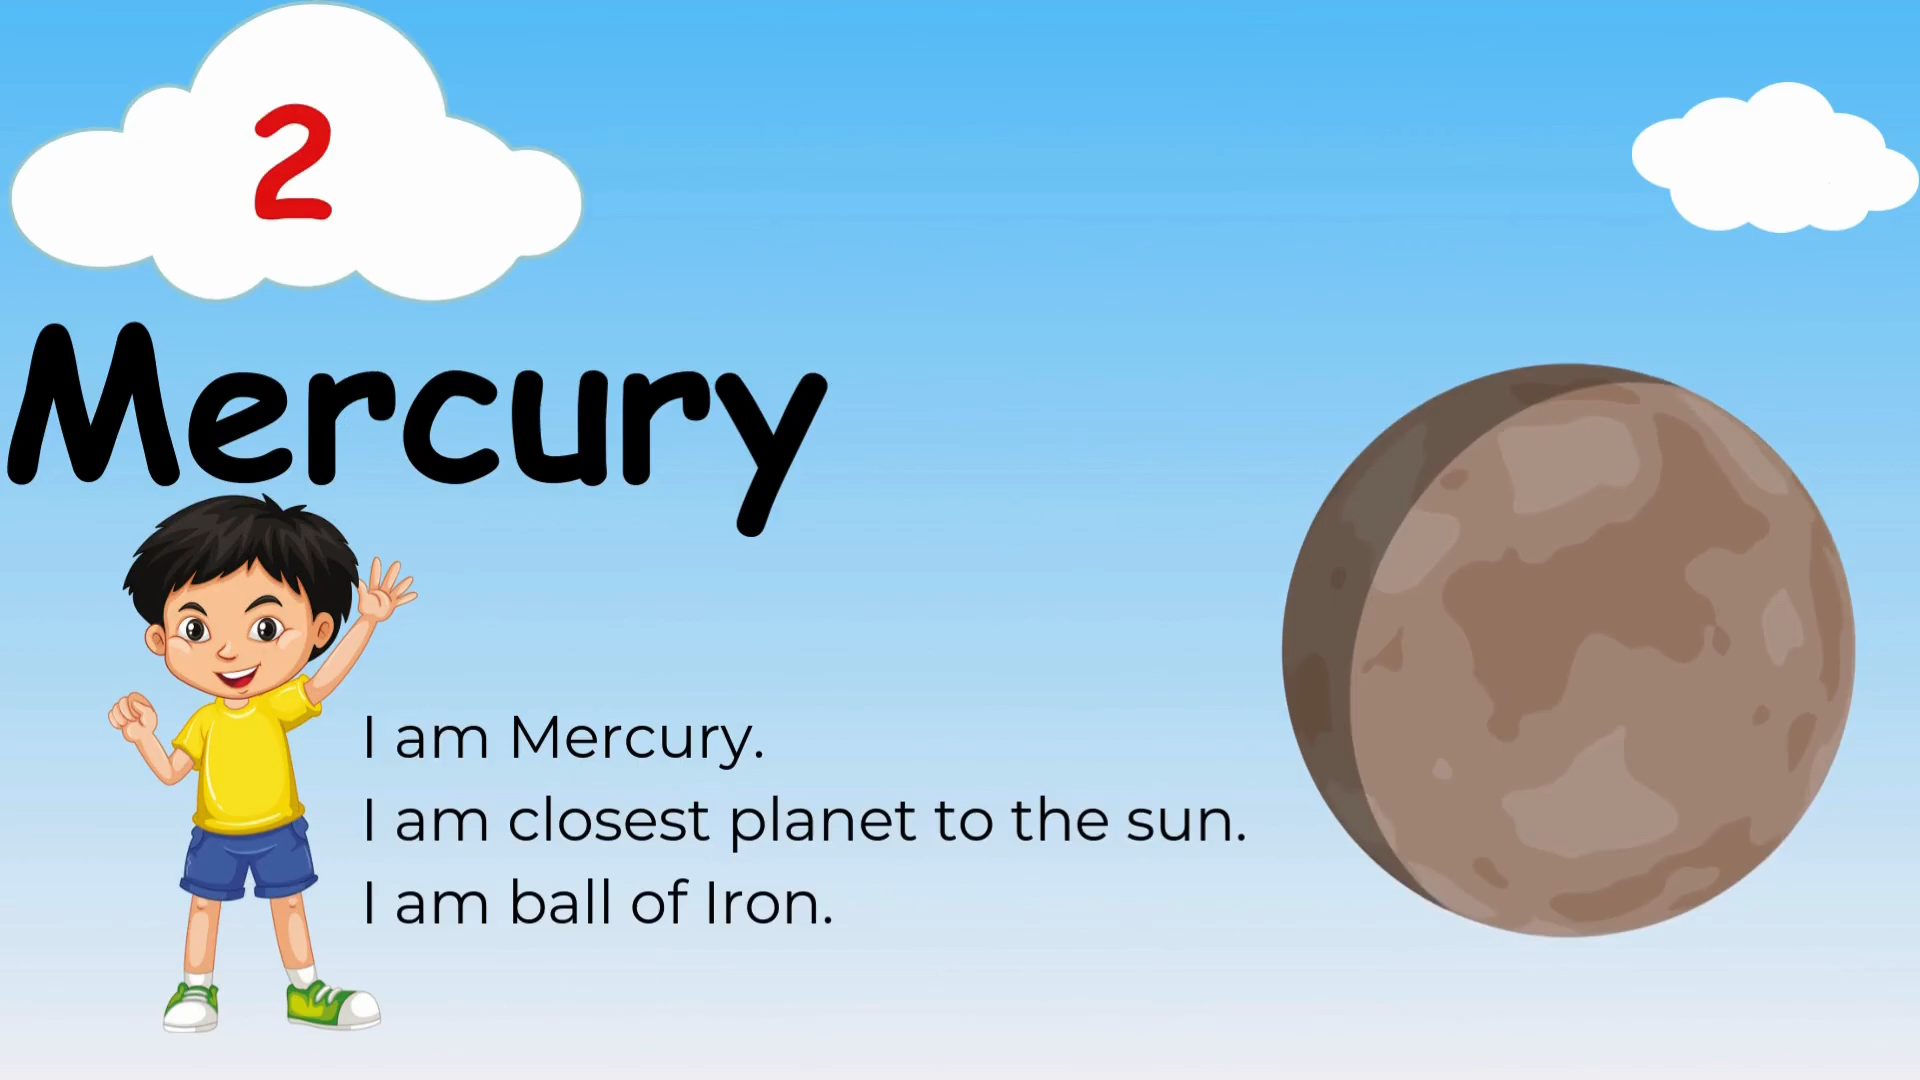 2
Mercury
I am Mercury.
I am closest planet to the sun.
I am ball of Iron.